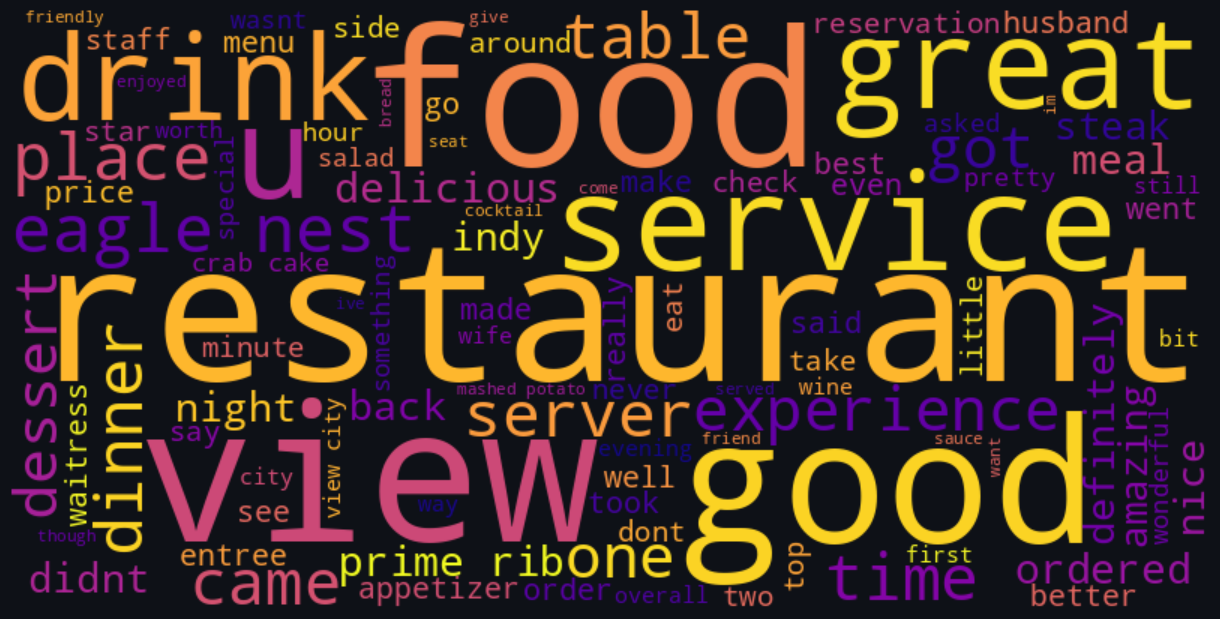 friendly
wasnt
side
give
reservation
husband
staff
menu
around
table
great
drink
food
enjoyed
bread
go
im
star
worth
hour
seat
asked
steak
place
u
salad
best
got
meal
price
special
delicious
come
make
check
even
pretty
still
cocktail
went
eagle nest
indy
service
crab cake
restaurant
dessert
ive
something
made
wife
really
eat
said
little
definitely
bit
minute
take
dinner
mashed potato
never
served
wine
waitress
night
back
server
experience
amazing
say
view city
friend
sauce
want
wonderful
nice
view
evening
good
city
well
see
way
took
though
dont
entree
prime rib
one
top
first
didnt
came
appetizer
order
overall
two
time
ordered
better